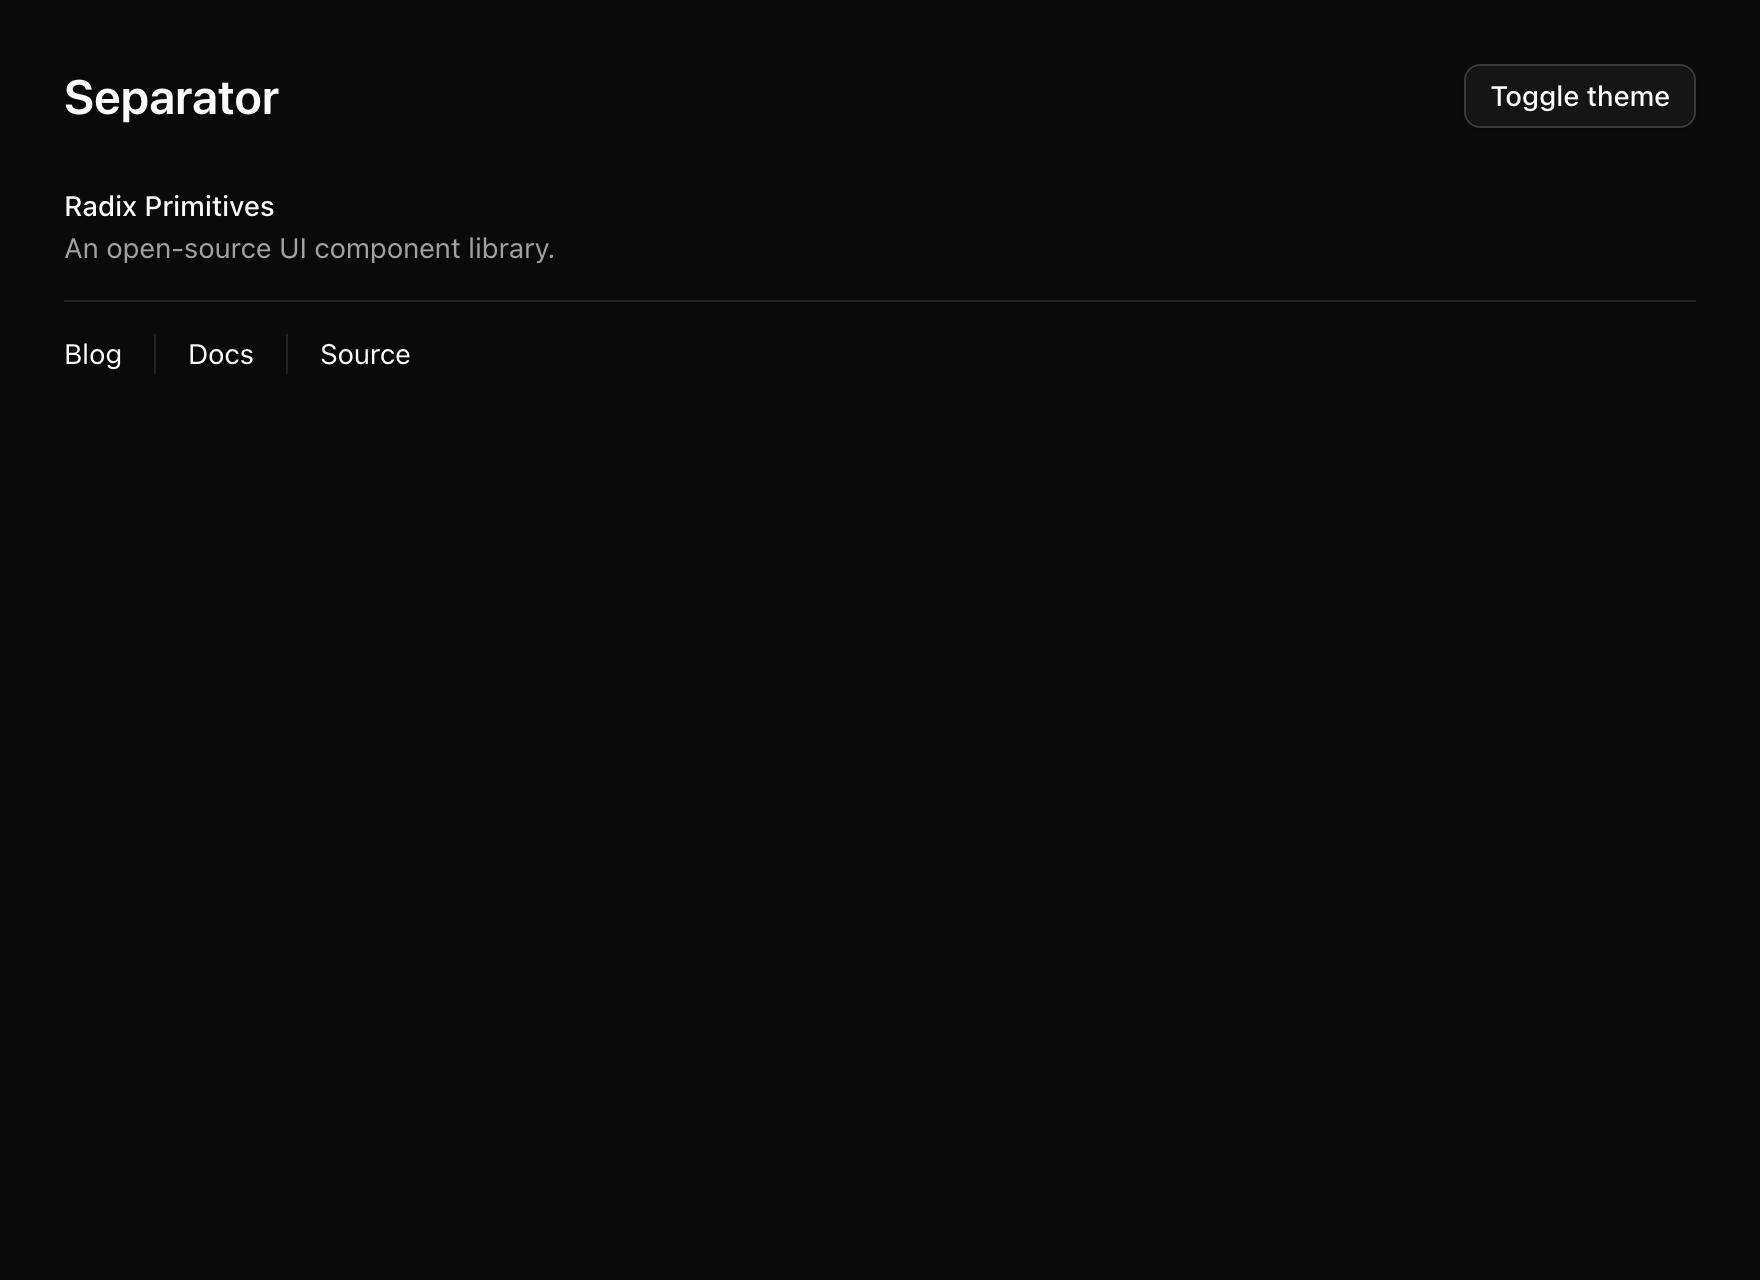 Separator
Toggle theme
Radix Primitives
An open-source UI component library.
Blog
Docs
Source